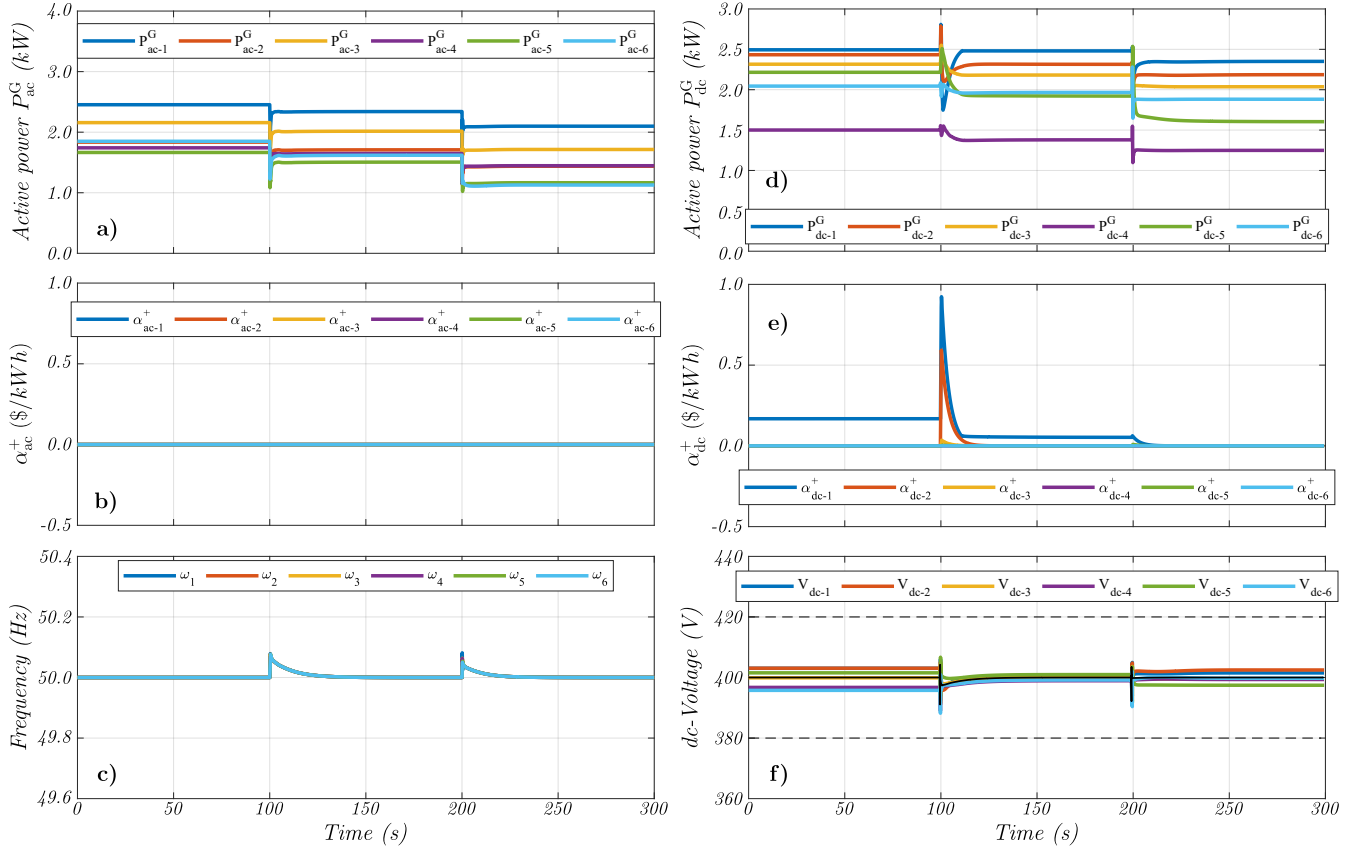 4.0
3.0
2.0
1.0
0.0
Active power P^G_ac (kW)
P^G_ac-1 P^G_ac-2 P^G_ac-3 P^G_ac-4 P^G_ac-5 P^G_ac-6
a)
3.0
2.5
2.0
1.5
1.0
0.5
0.0
Active power P^G_dc (kW)
d)
P^G_dc-1 P^G_dc-2 P^G_dc-3 P^G_dc-4 P^G_dc-5 P^G_dc-6
1.0
0.5
0.0
-0.5
α^+_ac ($/kWh)
α^+_ac-1 α^+_ac-2 α^+_ac-3 α^+_ac-4 α^+_ac-5 α^+_ac-6
b)
1.0
0.5
0.0
-0.5
α^+_dc ($/kWh)
e)
α^+_dc-1 α^+_dc-2 α^+_dc-3 α^+_dc-4 α^+_dc-5 α^+_dc-6
50.4
50.2
50.0
49.8
49.6
Frequency (Hz)
ω_1 ω_2 ω_3 ω_4 ω_5 ω_6
c)
0 50 100 150 200 250 300
Time (s)
440
420
400
380
360
dc-Voltage (V)
V_dc-1 V_dc-2 V_dc-3 V_dc-4 V_dc-5 V_dc-6
f)
0 50 100 150 200 250 300
Time (s)